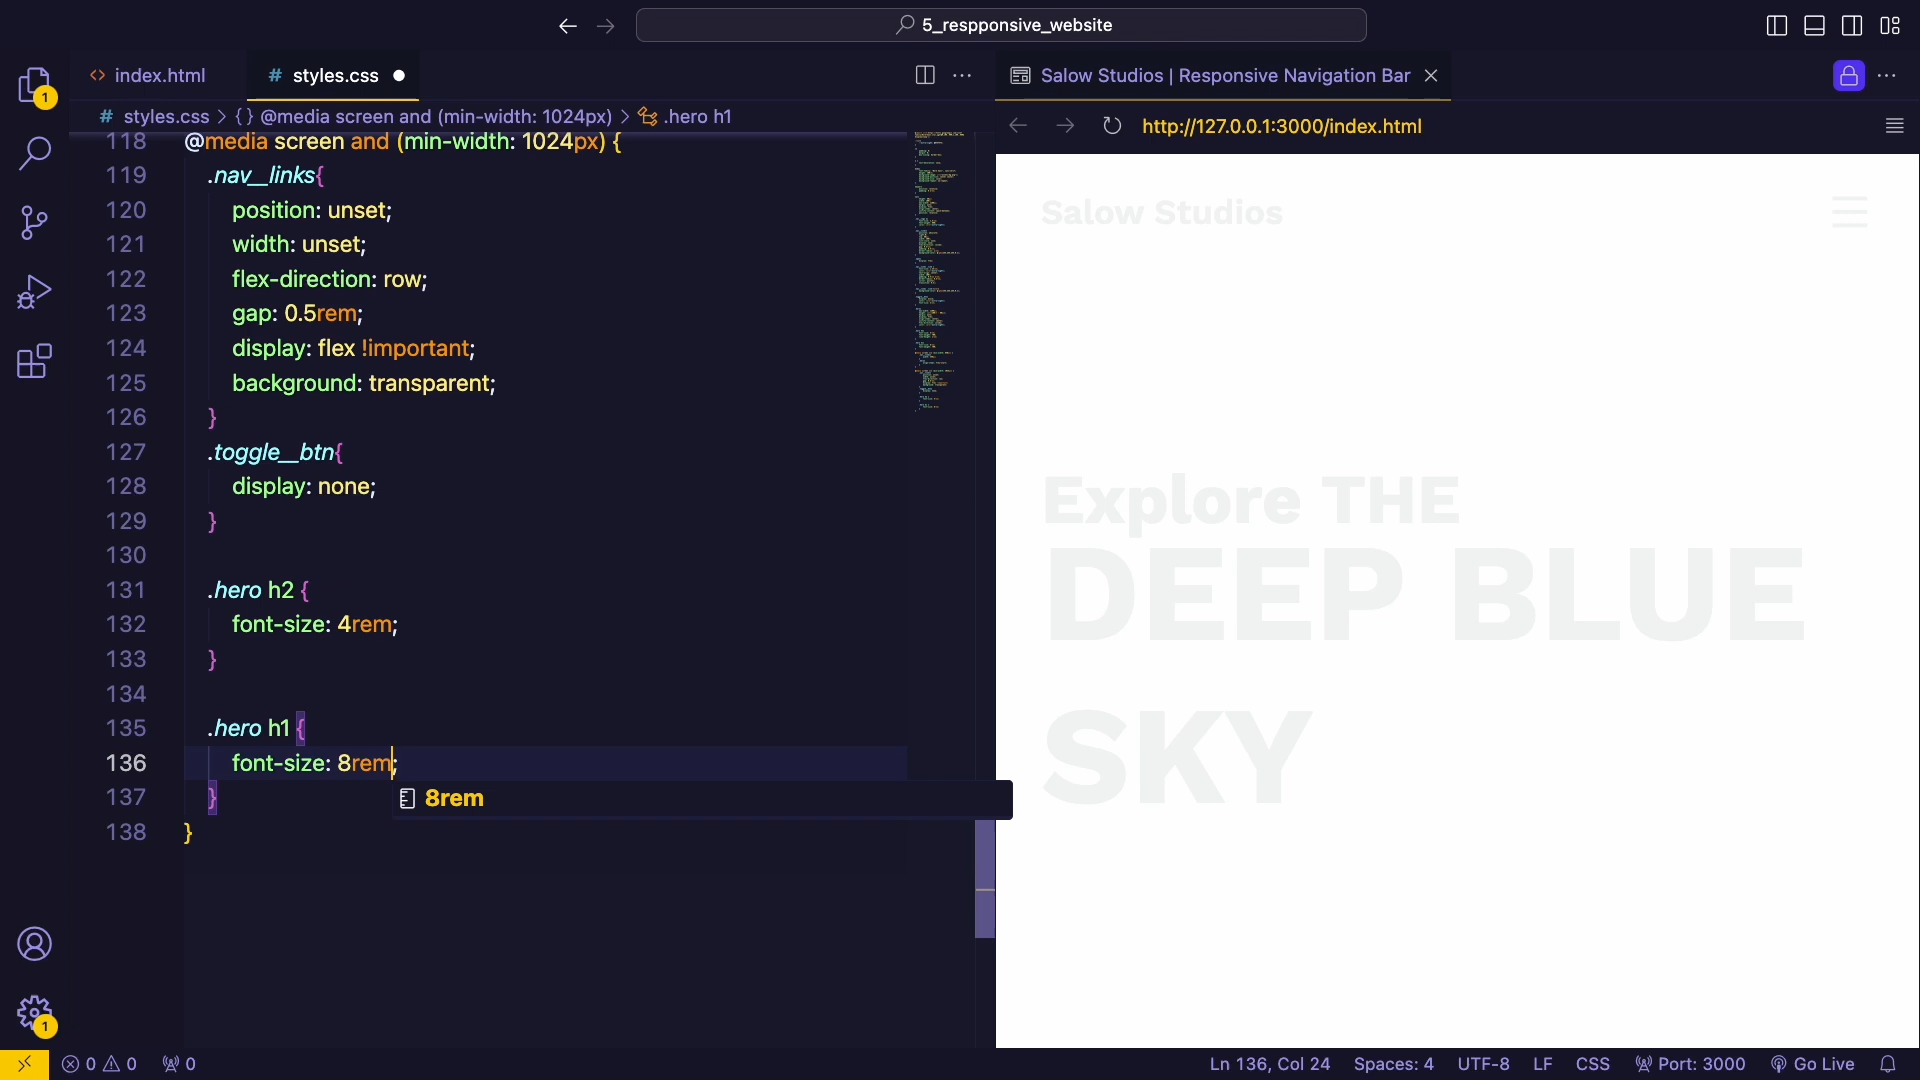 5_respponsive_website
index.html
# styles.css
Salow Studios | Responsive Navigation Bar
1
# styles.css > {} @media screen and (min-width: 1024px) > .hero h1
http://127.0.0.1:3000/index.html
118 @media screen and (min-width: 1024px) {
119 .nav__links{
120 position: unset;
121 width: unset;
122 flex-direction: row;
123 gap: 0.5rem;
124 display: flex !important;
125 background: transparent;
126 }
127 .toggle__btn{
128 display: none;
129 }
130
131 .hero h2 {
132 font-size: 4rem;
133 }
134
135 .hero h1 {
136 font-size: 8rem;
137 }
8rem
138 }
Salow Studios
Explore THE
DEEP BLUE
SKY
1
0 0 0
Ln 136, Col 24 Spaces: 4 UTF-8 LF CSS Port: 3000 Go Live